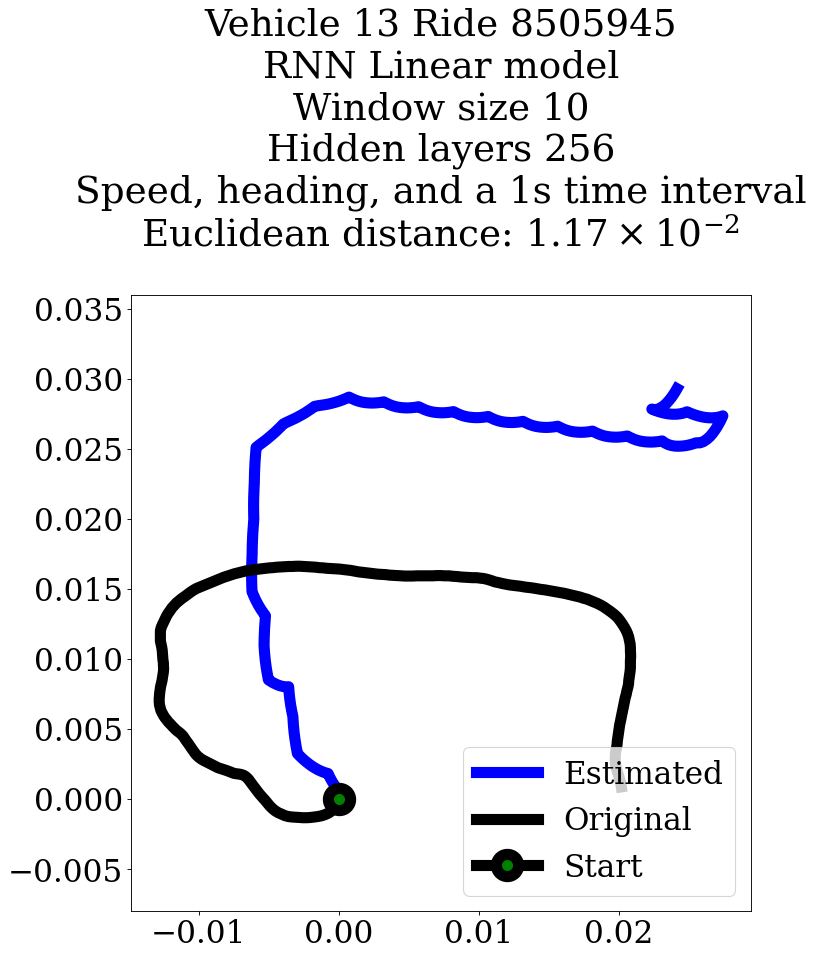 Vehicle 13 Ride 8505945
RNN Linear model
Window size 10
Hidden layers 256
Speed, heading, and a 1s time interval
Euclidean distance: 1.17 × 10⁻²
0.035
0.030
0.025
0.020
0.015
0.010
0.005
0.000
−0.005
Estimated
Original
Start
−0.01 0.00 0.01 0.02